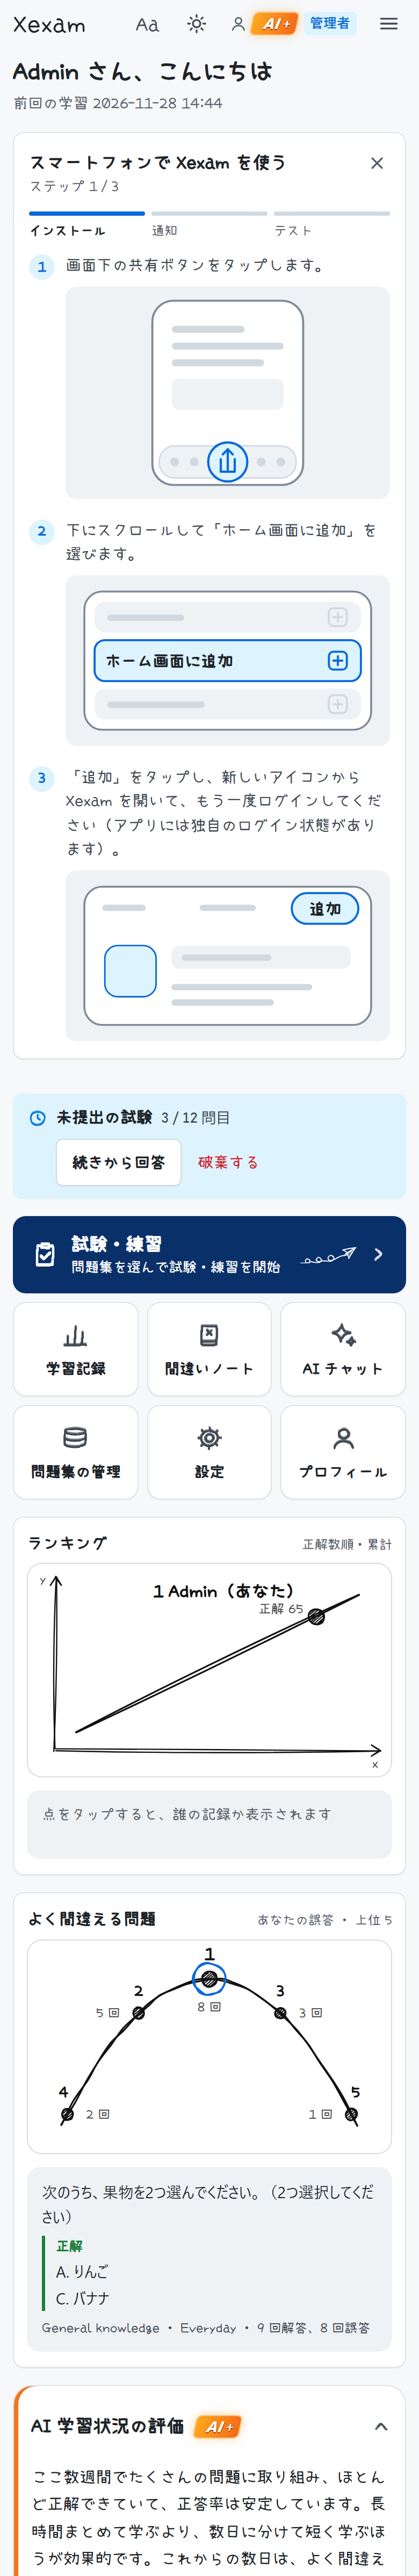 Xexam Aa AI+ 管理者
Admin さん、こんにちは
前回の学習 2026-11-28 14:44
スマートフォンで Xexam を使う
ステップ 1 / 3
インストール 通知 テスト
1 画面下の共有ボタンをタップします。
2 下にスクロールして「ホーム画面に追加」を
選びます。
ホーム画面に追加
3 「追加」をタップし、新しいアイコンから
Xexam を開いて、もう一度ログインしてくだ
さい（アプリには独自のログイン状態があり
ます）。
追加
未提出の試験 3 / 12 問目
続きから回答 破棄する
試験・練習
問題集を選んで試験・練習を開始
学習記録 間違いノート AI チャット
問題集の管理 設定 プロフィール
ランキング 正解数順・累計
y
1 Admin（あなた）
正解 65
x
点をタップすると、誰の記録か表示されます
よく間違える問題 あなたの誤答 ・ 上位 5
1
8 回
2
5 回
3
3 回
4
2 回
5
1 回
次のうち、果物を2つ選んでください。（2つ選択してくだ
さい）
正解
A. りんご
C. バナナ
General knowledge ・ Everyday ・ 9 回解答、8 回誤答
AI 学習状況の評価 AI+
ここ数週間でたくさんの問題に取り組み、ほとん
ど正解できていて、正答率は安定しています。長
時間まとめて学ぶより、数日に分けて短く学ぶほ
うが効果的です。これからの数日は、よく間違え